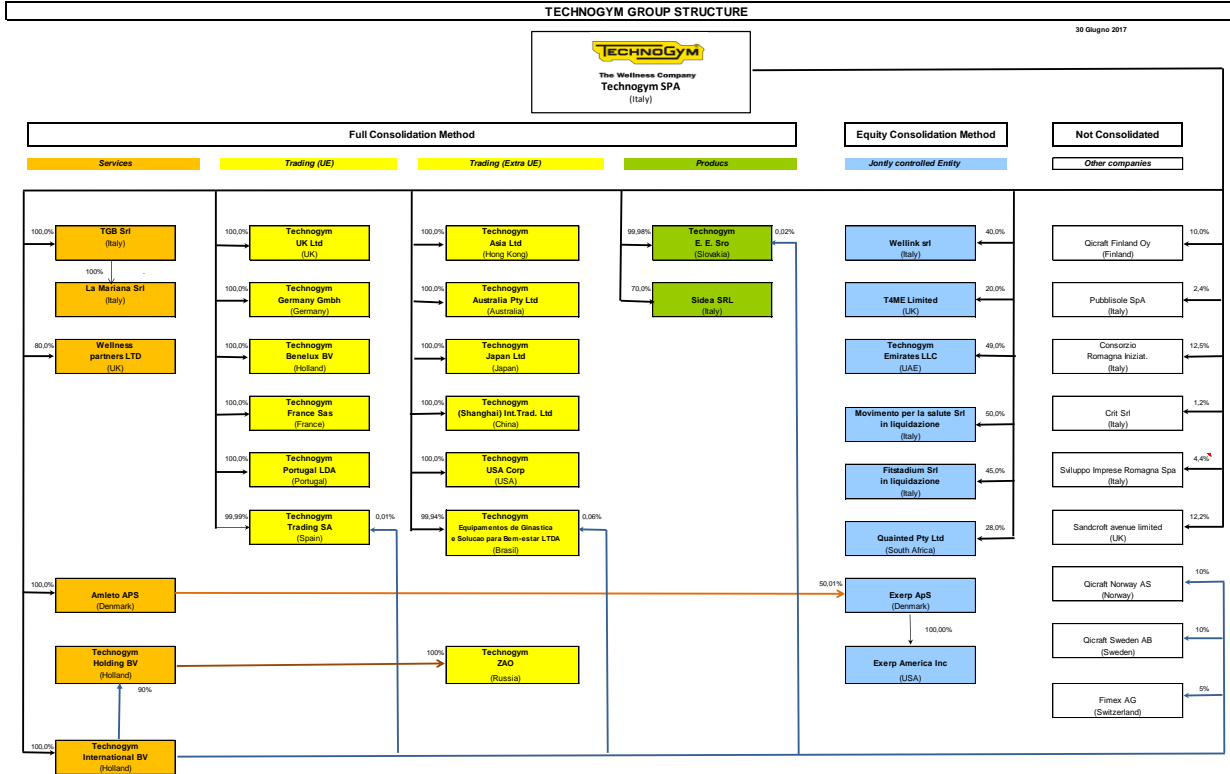 TECHNOGYM GROUP STRUCTURE
30 Giugno 2017
TECHNOGYM
The Wellness Company
Technogym SPA
(Italy)
Full Consolidation Method
Equity Consolidation Method
Not Consolidated
Services
Trading (UE)
Trading (Extra UE)
Producs
Jontly controlled Entity
Other companies
100,0%
TGB Srl
(Italy)
100%
La Mariana Srl
(Italy)
80,0%
Wellness
partners LTD
(UK)
100,0%
Amleto APS
(Denmark)
Technogym
Holding BV
(Holland)
90%
100,0%
Technogym
International BV
(Holland)
100,0%
Technogym
UK Ltd
(UK)
100,0%
Technogym
Germany Gmbh
(Germany)
100,0%
Technogym
Benelux BV
(Holland)
100,0%
Technogym
France Sas
(France)
100,0%
Technogym
Portugal LDA
(Portugal)
99,99%
Technogym
Trading SA
(Spain)
0,01%
100,0%
Technogym
Asia Ltd
(Hong Kong)
100,0%
Technogym
Australia Pty Ltd
(Australia)
100,0%
Technogym
Japan Ltd
(Japan)
100,0%
Technogym
(Shanghai) Int.Trad. Ltd
(China)
100,0%
Technogym
USA Corp
(USA)
99,94%
Technogym
Equipamentos de Ginastica
e Solucao para Bem-estar LTDA
(Brasil)
0,06%
100%
Technogym
ZAO
(Russia)
99,98%
Technogym
E. E. Sro
(Slovakia)
0,02%
70,0%
Sidea SRL
(Italy)
Wellink srl
(Italy)
40,0%
T4ME Limited
(UK)
20,0%
Technogym
Emirates LLC
(UAE)
49,0%
Movimento per la salute Srl
in liquidazione
(Italy)
50,0%
Fitstadium Srl
in liquidazione
(Italy)
45,0%
Quainted Pty Ltd
(South Africa)
28,0%
50,01%
Exerp ApS
(Denmark)
100,00%
Exerp America Inc
(USA)
Qicraft Finland Oy
(Finland)
10,0%
Pubblisole SpA
(Italy)
2,4%
Consorzio
Romagna Iniziat.
(Italy)
12,5%
Crit Srl
(Italy)
1,2%
Sviluppo Imprese Romagna Spa
(Italy)
4,4%
Sandcroft avenue limited
(UK)
12,2%
Qicraft Norway AS
(Norway)
10%
Qicraft Sweden AB
(Sweden)
10%
Fimex AG
(Switzerland)
5%